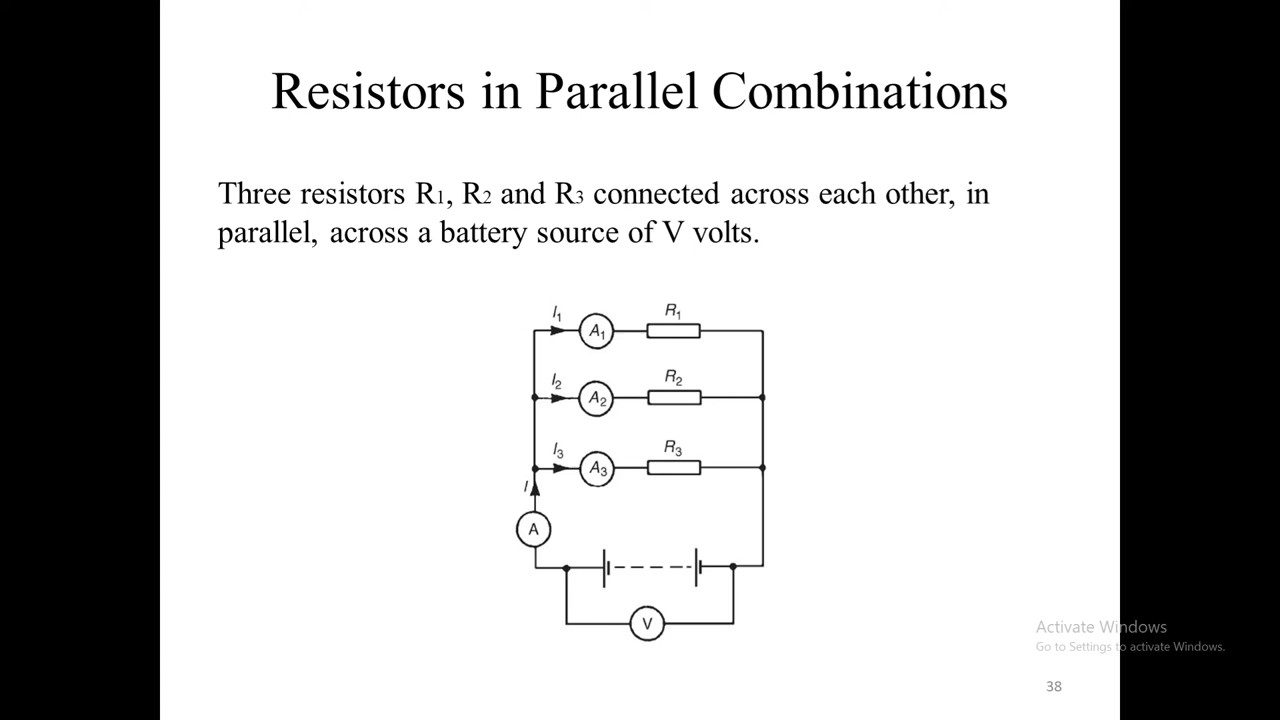 Resistors in Parallel Combinations
Three resistors R1, R2 and R3 connected across each other, in
parallel, across a battery source of V volts.
I1 A1 R1
I2 A2 R2
I3 A3 R3
I
A
V
Activate Windows
Go to Settings to activate Windows.
38